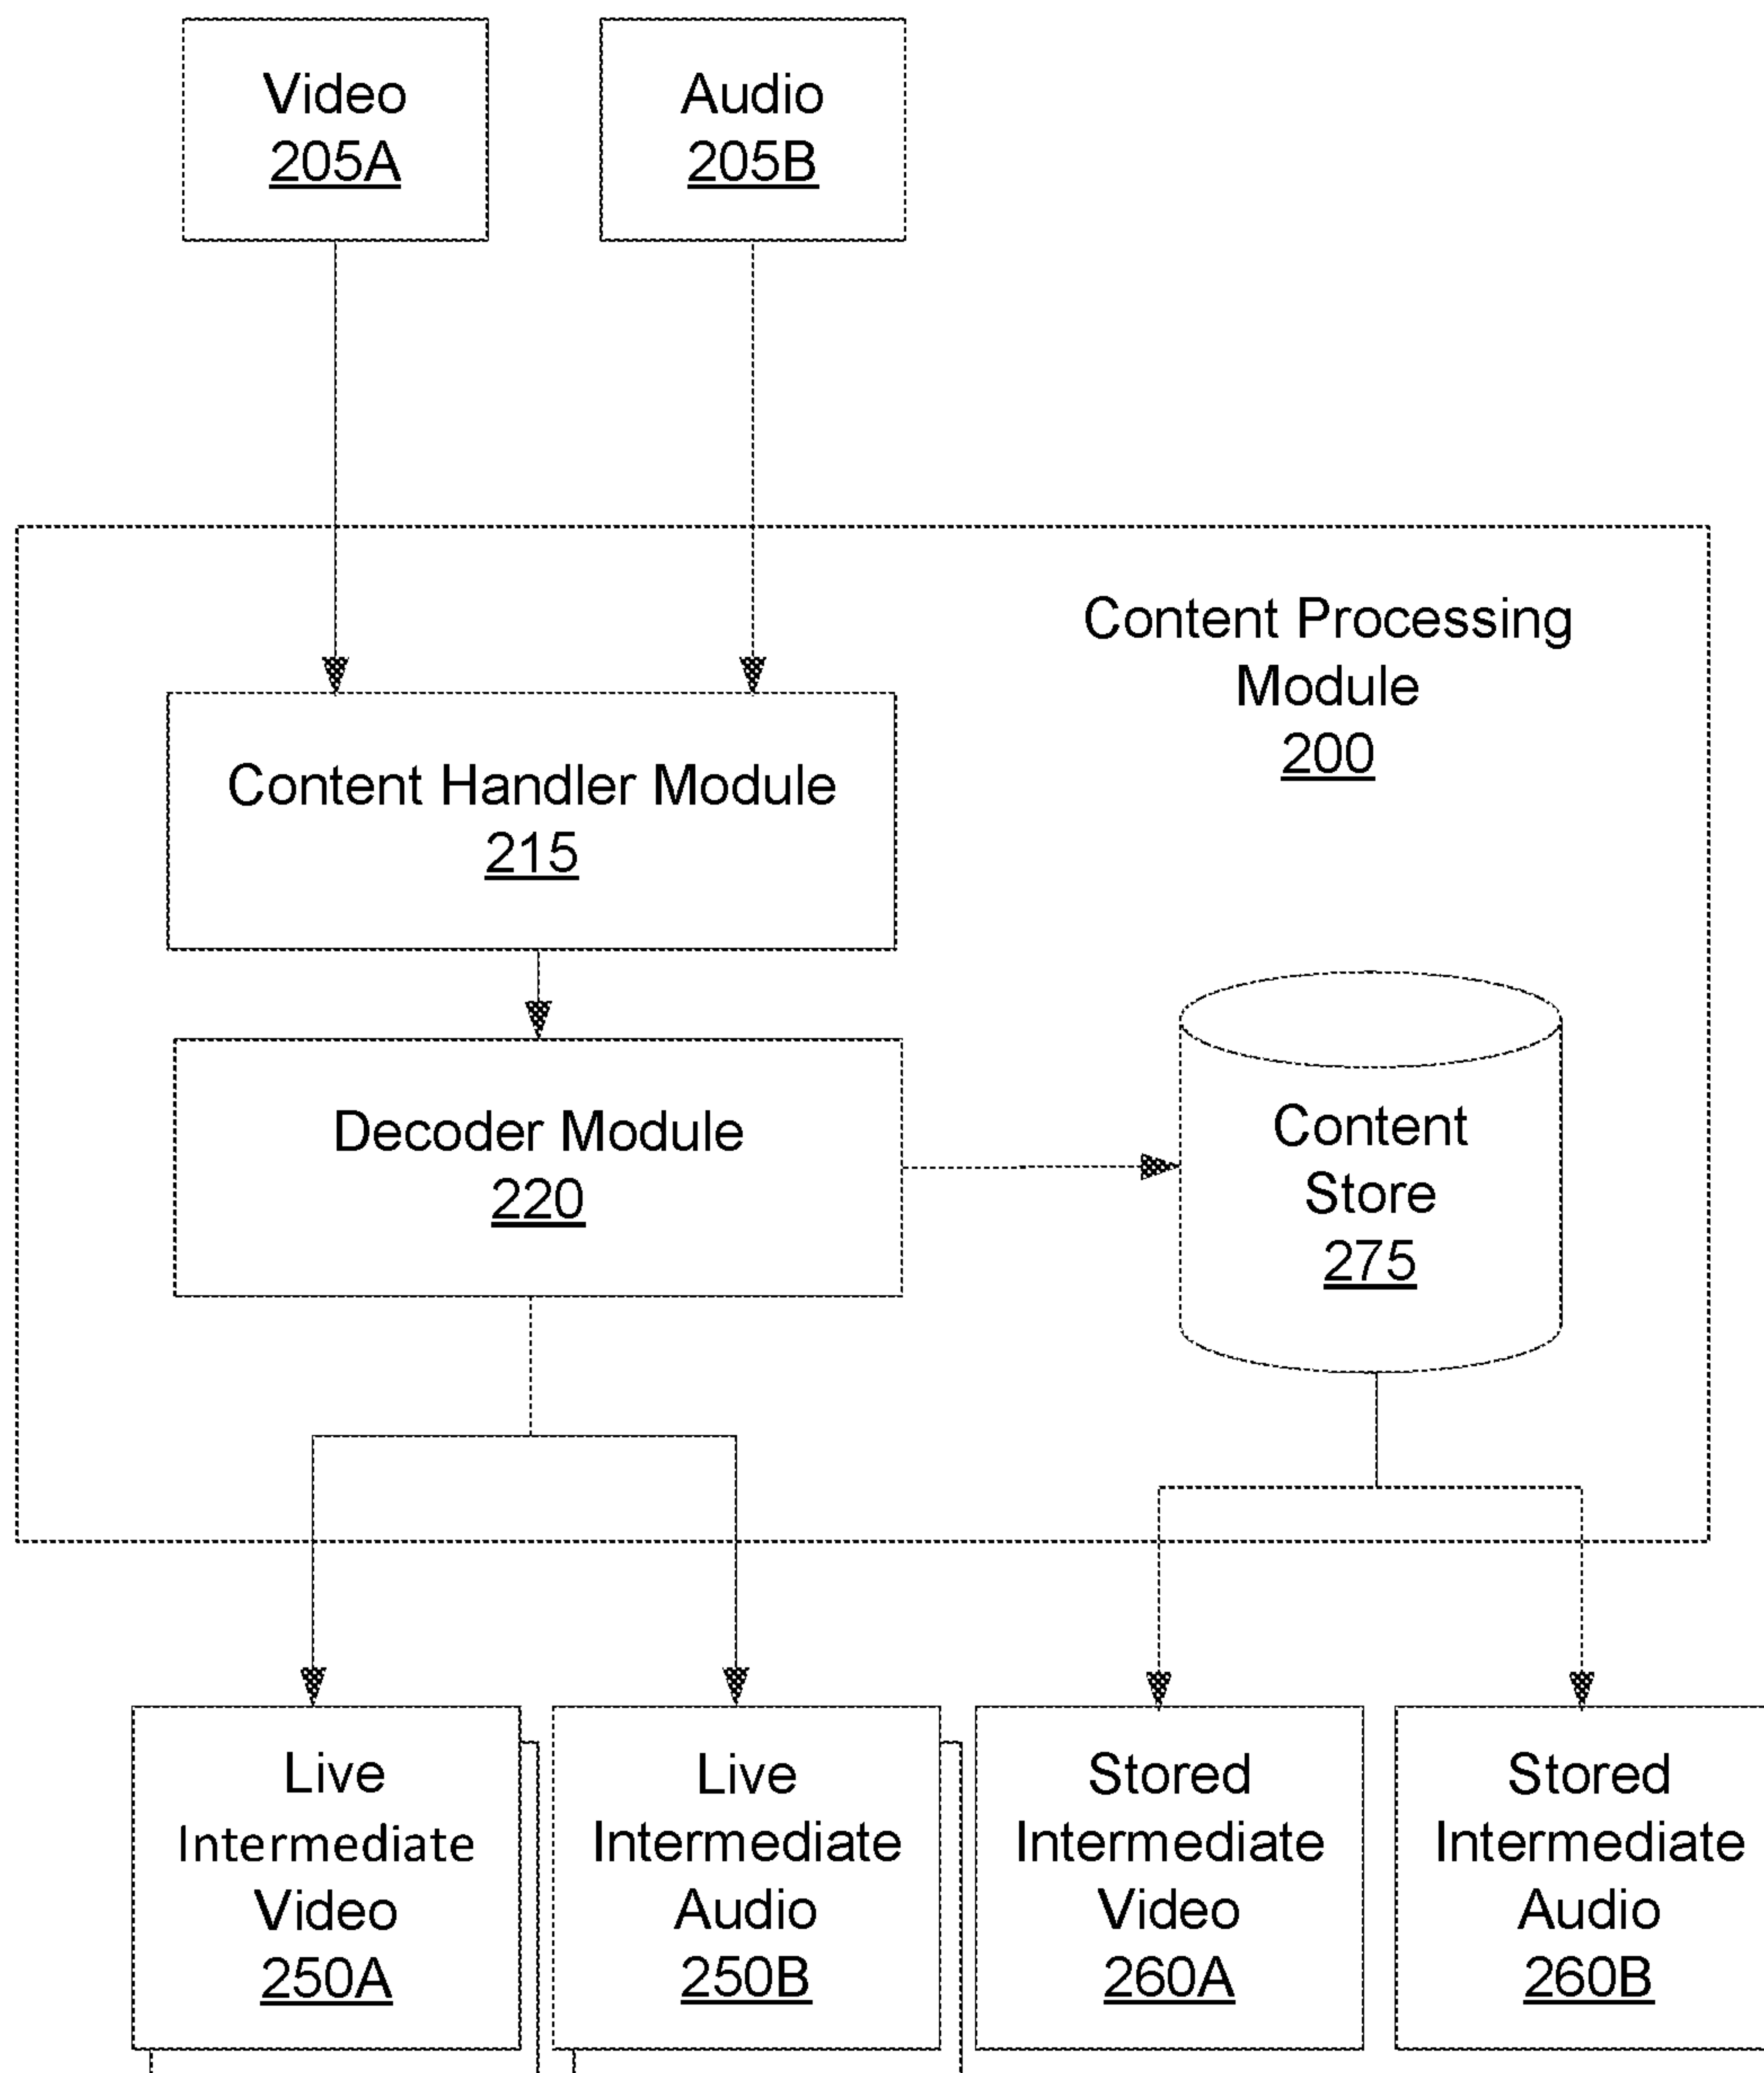 Video
205A
Audio
205B
Content Processing
Module
200
Content Handler Module
215
Decoder Module
220
Content
Store
275
Live
Intermediate
Video
250A
Live
Intermediate
Audio
250B
Stored
Intermediate
Video
260A
Stored
Intermediate
Audio
260B